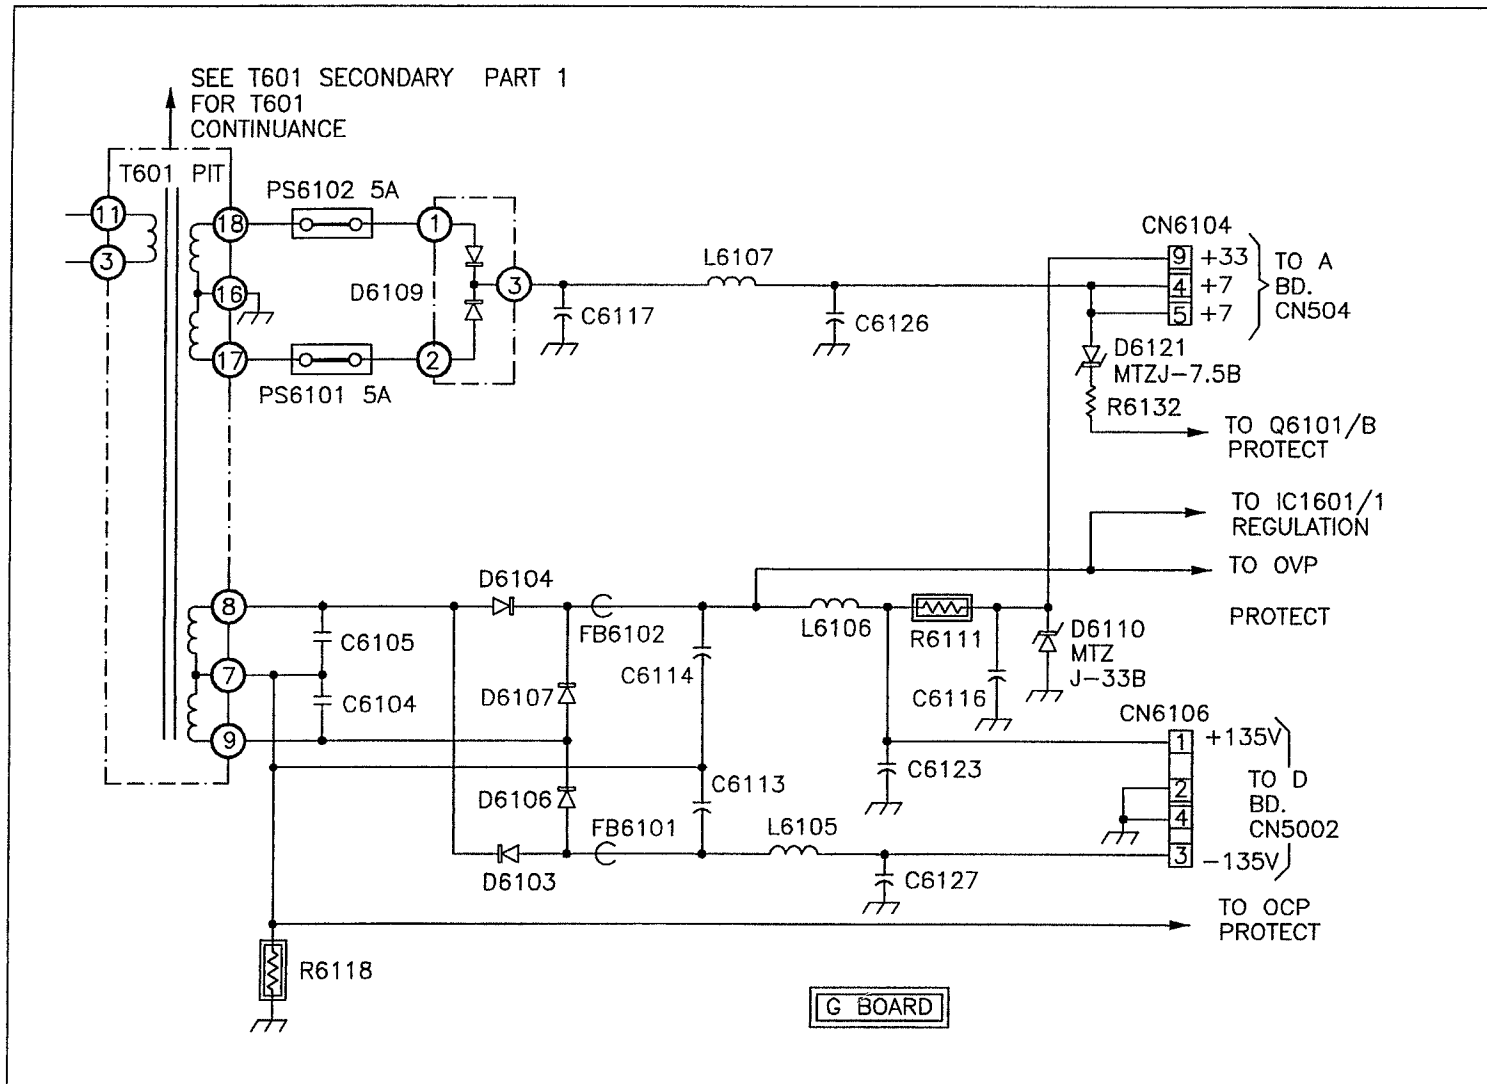 SEE T601 SECONDARY PART 1
FOR T601
CONTINUANCE
T601 PIT
11
3
18
16
17
PS6102 5A
PS6101 5A
1
2
3
D6109
C6117
L6107
C6126
CN6104
9 +33
4 +7
5 +7
TO A
BD.
CN504
D6121
MTZJ-7.5B
R6132
TO Q6101/B
PROTECT
TO IC1601/1
REGULATION
TO OVP
PROTECT
8
7
9
C6105
C6104
D6104
FB6102
D6107
C6114
L6106
R6111
C6116
D6110
MTZ
J-33B
D6106
D6103
FB6101
C6113
L6105
C6123
C6127
CN6106
1 +135V
2
4
3 -135V
TO D
BD.
CN5002
TO OCP
PROTECT
R6118
G BOARD